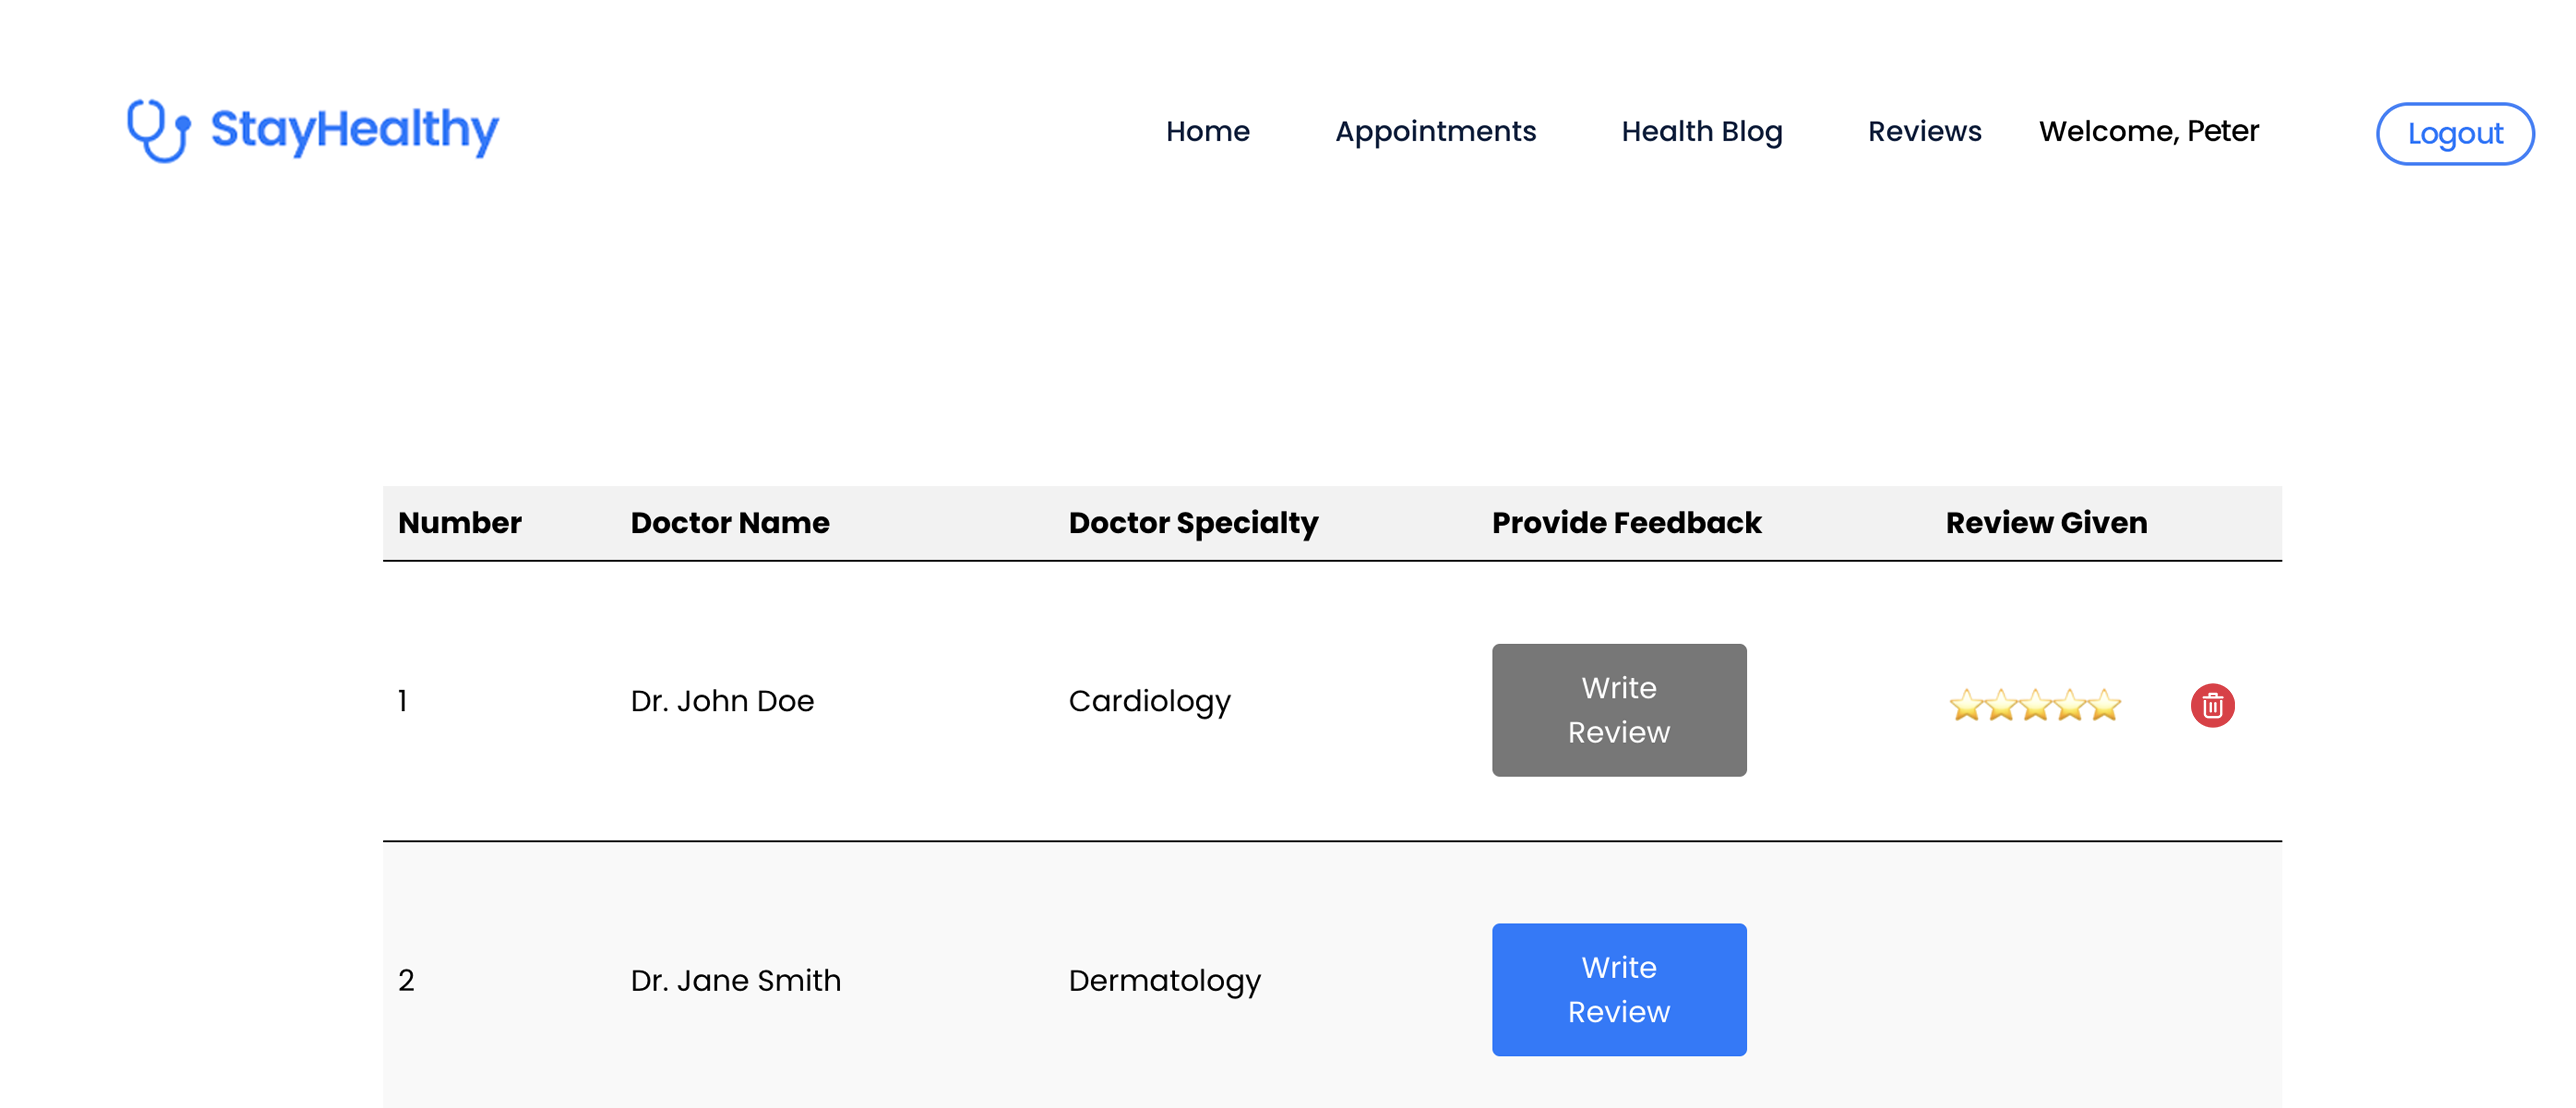 StayHealthy
Home Appointments Health Blog Reviews Welcome, Peter Logout
Number Doctor Name Doctor Specialty Provide Feedback Review Given
1 Dr. John Doe Cardiology Write
Review
2 Dr. Jane Smith Dermatology Write
Review